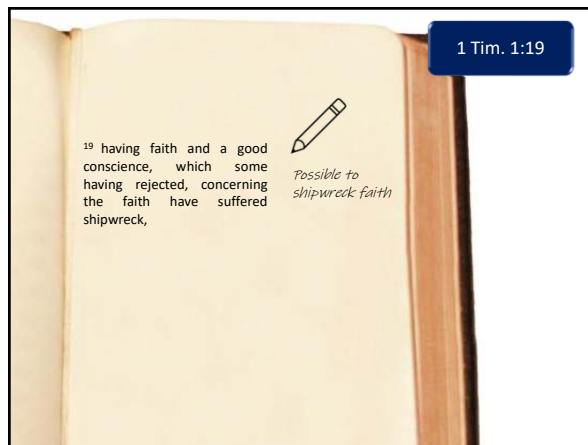 1 Tim. 1:19
19 having faith and a good
conscience, which some
having rejected, concerning
the faith have suffered
shipwreck,
Possible to
shipwreck faith